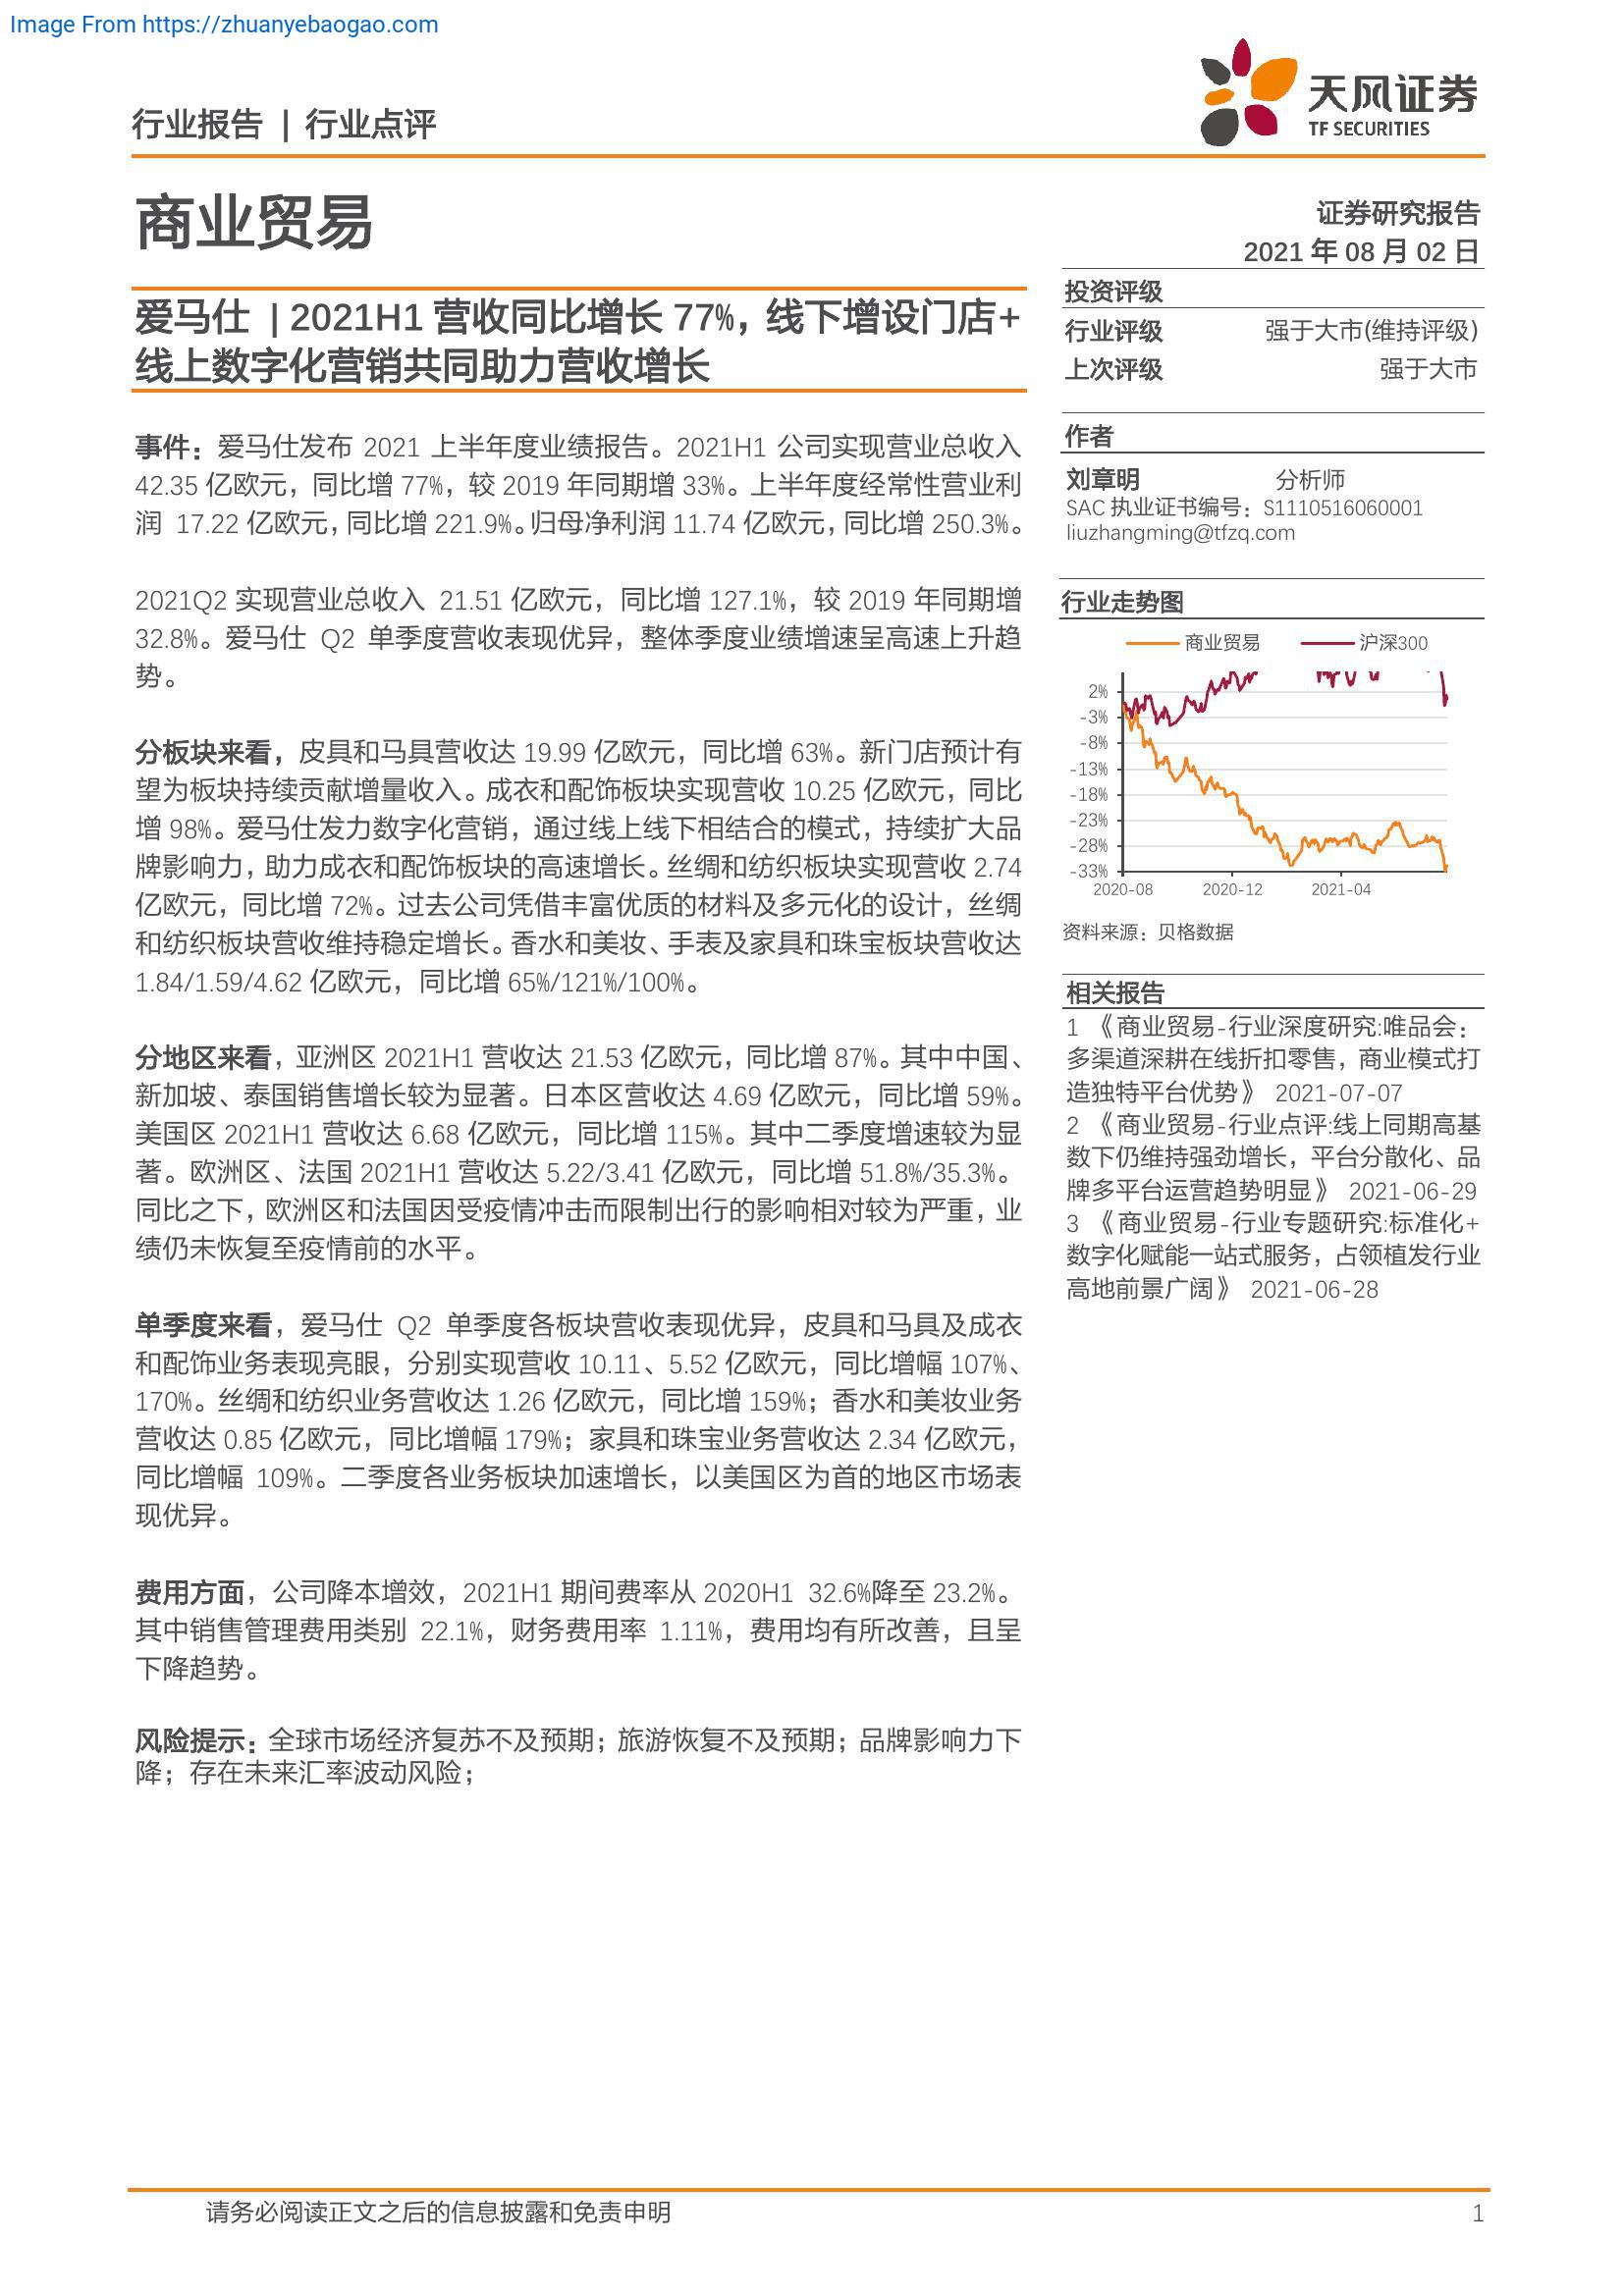 Image From https://zhuanyebaogao.com
行业报告 | 行业点评
天风证券
TF SECURITIES
商业贸易
证券研究报告
2021 年 08 月 02 日
爱马仕 | 2021H1 营收同比增长 77%，线下增设门店+
线上数字化营销共同助力营收增长
事件：爱马仕发布 2021 上半年度业绩报告。2021H1 公司实现营业总收入
42.35 亿欧元，同比增 77%，较 2019 年同期增 33%。上半年度经常性营业利
润 17.22 亿欧元，同比增 221.9%。归母净利润 11.74 亿欧元，同比增 250.3%。
2021Q2 实现营业总收入 21.51 亿欧元，同比增 127.1%，较 2019 年同期增
32.8%。爱马仕 Q2 单季度营收表现优异，整体季度业绩增速呈高速上升趋
势。
分板块来看，皮具和马具营收达 19.99 亿欧元，同比增 63%。新门店预计有
望为板块持续贡献增量收入。成衣和配饰板块实现营收 10.25 亿欧元，同比
增 98%。爱马仕发力数字化营销，通过线上线下相结合的模式，持续扩大品
牌影响力，助力成衣和配饰板块的高速增长。丝绸和纺织板块实现营收 2.74
亿欧元，同比增 72%。过去公司凭借丰富优质的材料及多元化的设计，丝绸
和纺织板块营收维持稳定增长。香水和美妆、手表及家具和珠宝板块营收达
1.84/1.59/4.62 亿欧元，同比增 65%/121%/100%。
分地区来看，亚洲区 2021H1 营收达 21.53 亿欧元，同比增 87%。其中中国、
新加坡、泰国销售增长较为显著。日本区营收达 4.69 亿欧元，同比增 59%。
美国区 2021H1 营收达 6.68 亿欧元，同比增 115%。其中二季度增速较为显
著。欧洲区、法国 2021H1 营收达 5.22/3.41 亿欧元，同比增 51.8%/35.3%。
同比之下，欧洲区和法国因受疫情冲击而限制出行的影响相对较为严重，业
绩仍未恢复至疫情前的水平。
单季度来看，爱马仕 Q2 单季度各板块营收表现优异，皮具和马具及成衣
和配饰业务表现亮眼，分别实现营收 10.11、5.52 亿欧元，同比增幅 107%、
170%。丝绸和纺织业务营收达 1.26 亿欧元，同比增 159%；香水和美妆业务
营收达 0.85 亿欧元，同比增幅 179%；家具和珠宝业务营收达 2.34 亿欧元，
同比增幅 109%。二季度各业务板块加速增长，以美国区为首的地区市场表
现优异。
费用方面，公司降本增效，2021H1 期间费率从 2020H1 32.6%降至 23.2%。
其中销售管理费用类别 22.1%，财务费用率 1.11%，费用均有所改善，且呈
下降趋势。
风险提示：全球市场经济复苏不及预期；旅游恢复不及预期；品牌影响力下
降；存在未来汇率波动风险；
投资评级
行业评级 强于大市(维持评级)
上次评级 强于大市
作者
刘章明 分析师
SAC 执业证书编号：S1110516060001
liuzhangming@tfzq.com
行业走势图
商业贸易 沪深300
2%
-3%
-8%
-13%
-18%
-23%
-28%
-33%
2020-08 2020-12 2021-04
资料来源：贝格数据
相关报告
1 《商业贸易-行业深度研究:唯品会：
多渠道深耕在线折扣零售，商业模式打
造独特平台优势》 2021-07-07
2 《商业贸易-行业点评:线上同期高基
数下仍维持强劲增长，平台分散化、品
牌多平台运营趋势明显》 2021-06-29
3 《商业贸易-行业专题研究:标准化+
数字化赋能一站式服务，占领植发行业
高地前景广阔》 2021-06-28
请务必阅读正文之后的信息披露和免责申明 1